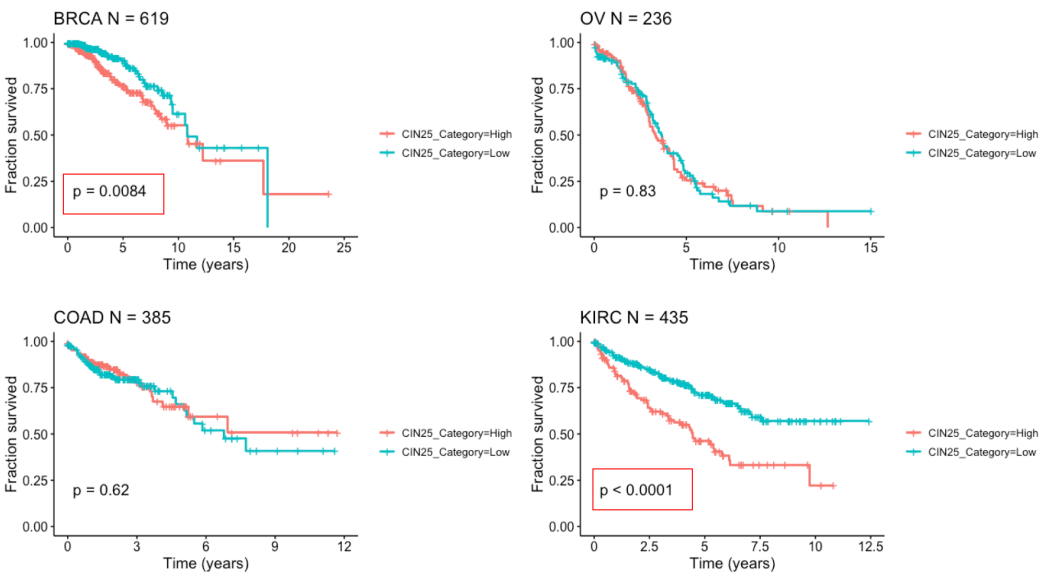 BRCA N = 619
1.00
0.75
0.50
0.25
0.00
Fraction survived
p = 0.0084
0 5 10 15 20 25
Time (years)
CIN25_Category=High
CIN25_Category=Low
OV N = 236
1.00
0.75
0.50
0.25
0.00
Fraction survived
p = 0.83
0 5 10 15
Time (years)
CIN25_Category=High
CIN25_Category=Low
COAD N = 385
1.00
0.75
0.50
0.25
0.00
Fraction survived
p = 0.62
0 3 6 9 12
Time (years)
CIN25_Category=High
CIN25_Category=Low
KIRC N = 435
1.00
0.75
0.50
0.25
0.00
Fraction survived
p < 0.0001
0 2.5 5 7.5 10 12.5
Time (years)
CIN25_Category=High
CIN25_Category=Low